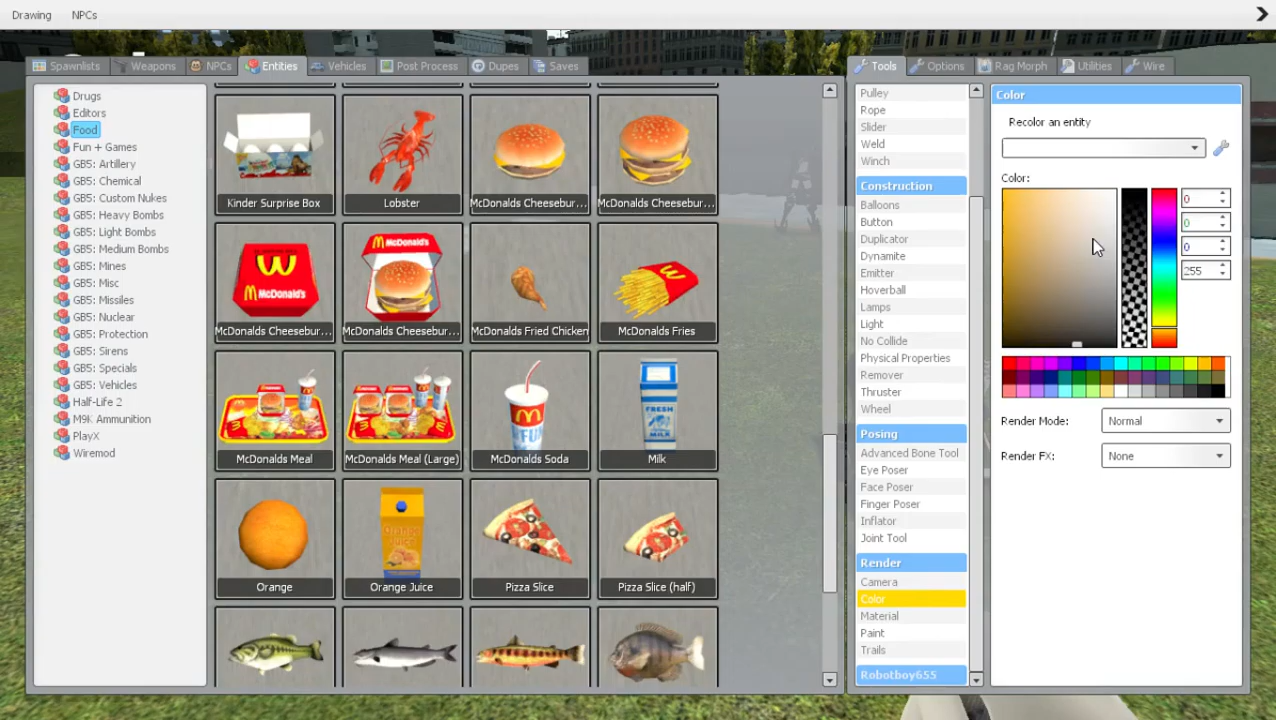 Drawing NPCs
Spawnlists Weapons NPCs Entities Vehicles Post Process Dupes Saves
Drugs
Editors
Food
Fun + Games
GB5: Artillery
GB5: Chemical
GB5: Custom Nukes
GB5: Heavy Bombs
GB5: Light Bombs
GB5: Medium Bombs
GB5: Mines
GB5: Misc
GB5: Missiles
GB5: Nuclear
GB5: Protection
GB5: Sirens
GB5: Specials
GB5: Vehicles
Half-Life 2
M9K Ammunition
PlayX
Wiremod
Kinder Surprise Box Lobster McDonalds Cheesebur... McDonalds Cheesebur...
McDonald's
McDonald's
McDonalds Cheesebur... McDonalds Cheesebur... McDonalds Fried Chicken McDonalds Fries
FRESH
MILK
McDonalds Meal McDonalds Meal (Large) McDonalds Soda Milk
Orange Orange Juice Pizza Slice Pizza Slice (half)
Tools Options Rag Morph Utilities Wire
Pulley
Rope
Slider
Weld
Winch
Construction
Balloons
Button
Duplicator
Dynamite
Emitter
Hoverball
Lamps
Light
No Collide
Physical Properties
Remover
Thruster
Wheel
Posing
Advanced Bone Tool
Eye Poser
Face Poser
Finger Poser
Inflator
Joint Tool
Render
Camera
Color
Material
Paint
Trails
Robotboy655
Color
Recolor an entity
Color:
0
0
0
255
Render Mode: Normal
Render FX: None